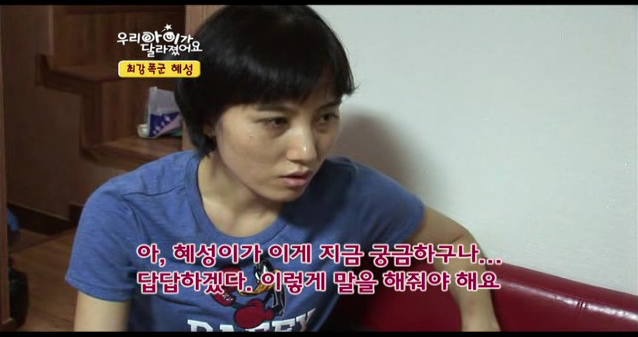 우리 아이가
달라졌어요
최강 폭군 혜성
아, 혜성이가 이게 지금 궁금하구나...
답답하겠다. 이렇게 말을 해줘야 해요